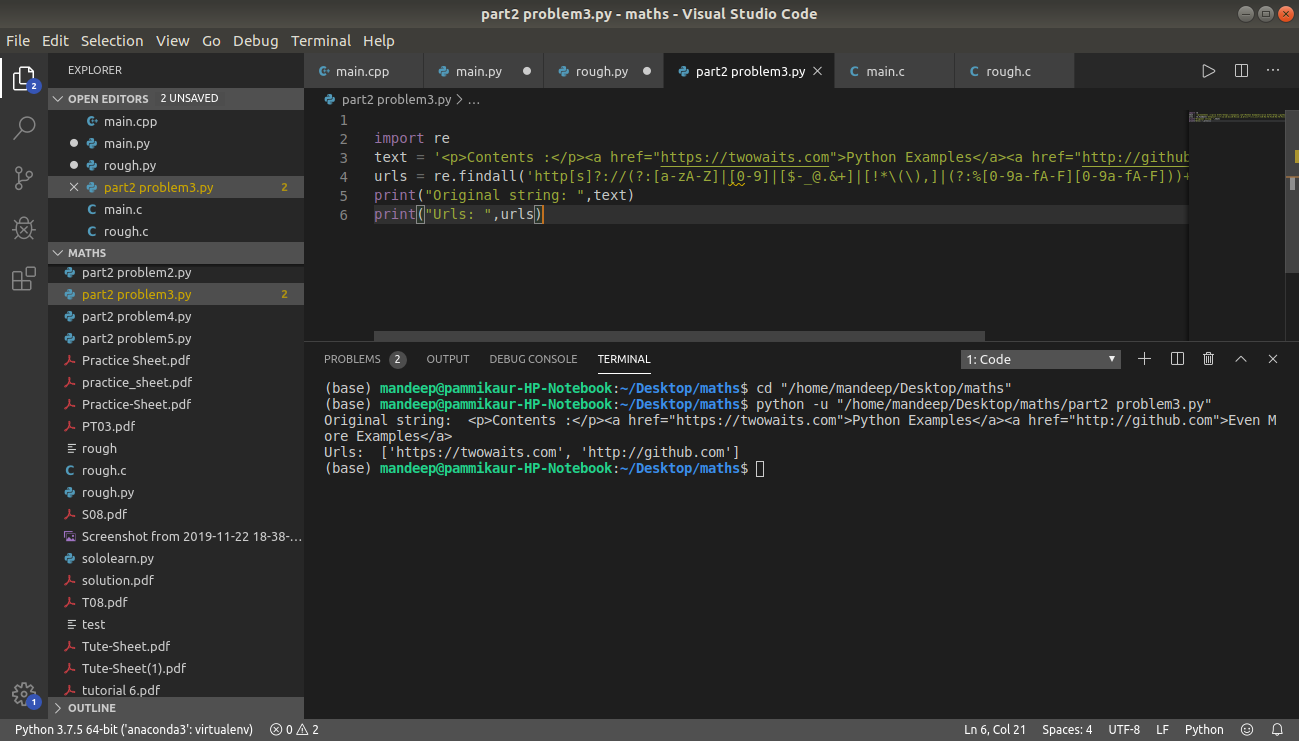 part2 problem3.py - maths - Visual Studio Code
File Edit Selection View Go Debug Terminal Help
EXPLORER
OPEN EDITORS 2 UNSAVED
main.cpp
main.py
rough.py
part2 problem3.py 2
main.c
rough.c
MATHS
part2 problem2.py
part2 problem3.py 2
part2 problem4.py
part2 problem5.py
Practice Sheet.pdf
practice_sheet.pdf
Practice-Sheet.pdf
PT03.pdf
rough
rough.c
rough.py
S08.pdf
Screenshot from 2019-11-22 18-38-...
sololearn.py
solution.pdf
T08.pdf
test
Tute-Sheet.pdf
Tute-Sheet(1).pdf
tutorial 6.pdf
OUTLINE
2
1
main.cpp main.py rough.py part2 problem3.py main.c rough.c
part2 problem3.py > ...
1
2 import re
3 text = '<p>Contents :</p><a href="https://twowaits.com">Python Examples</a><a href="http://github
4 urls = re.findall('http[s]?://(?:[a-zA-Z]|[0-9]|[$-_@.&+]|[!*\(\),]|(?:%[0-9a-fA-F][0-9a-fA-F]))+
5 print("Original string: ",text)
6 print("Urls: ",urls)
PROBLEMS 2 OUTPUT DEBUG CONSOLE TERMINAL 1: Code
(base) mandeep@pammikaur-HP-Notebook:~/Desktop/maths$ cd "/home/mandeep/Desktop/maths"
(base) mandeep@pammikaur-HP-Notebook:~/Desktop/maths$ python -u "/home/mandeep/Desktop/maths/part2 problem3.py"
Original string:  <p>Contents :</p><a href="https://twowaits.com">Python Examples</a><a href="http://github.com">Even M
ore Examples</a>
Urls:  ['https://twowaits.com', 'http://github.com']
(base) mandeep@pammikaur-HP-Notebook:~/Desktop/maths$
Python 3.7.5 64-bit ('anaconda3': virtualenv) 0 2 Ln 6, Col 21 Spaces: 4 UTF-8 LF Python